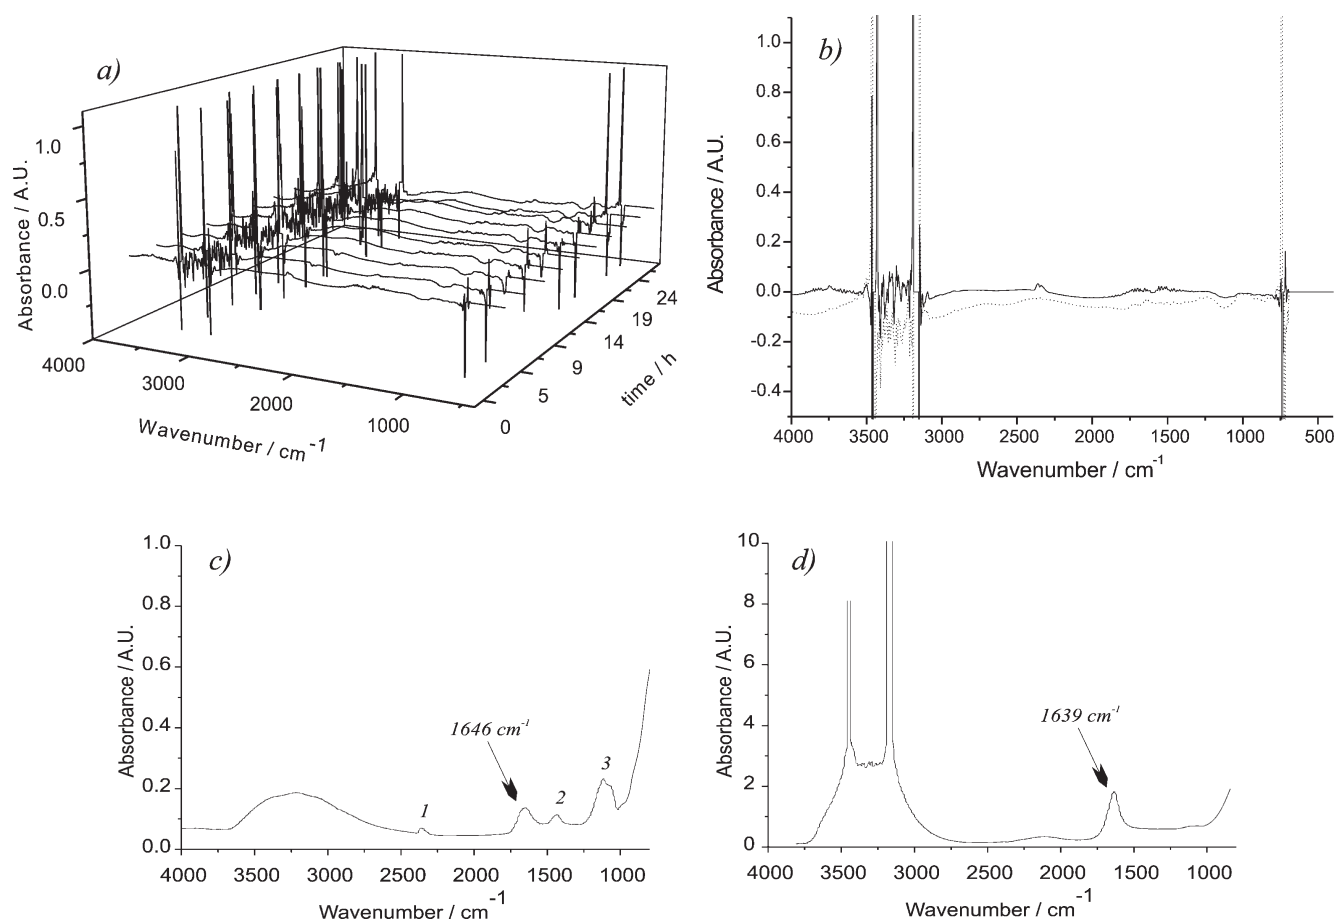 a)
Absorbance / A.U.
1.0
0.5
0.0
4000
3000
2000
1000
Wavenumber / cm-1
0
5
9
14
19
24
time / h
b)
Absorbance / A.U.
1.0
0.8
0.6
0.4
0.2
0.0
-0.2
-0.4
4000 3500 3000 2500 2000 1500 1000 500
Wavenumber / cm-1
c)
Absorbance / A.U.
1.0
0.8
0.6
0.4
0.2
0.0
1646 cm-1
1
2
3
4000 3500 3000 2500 2000 1500 1000
Wavenumber / cm-1
d)
Absorbance / A.U.
10
8
6
4
2
0
1639 cm-1
4000 3500 3000 2500 2000 1500 1000
Wavenumber / cm-1